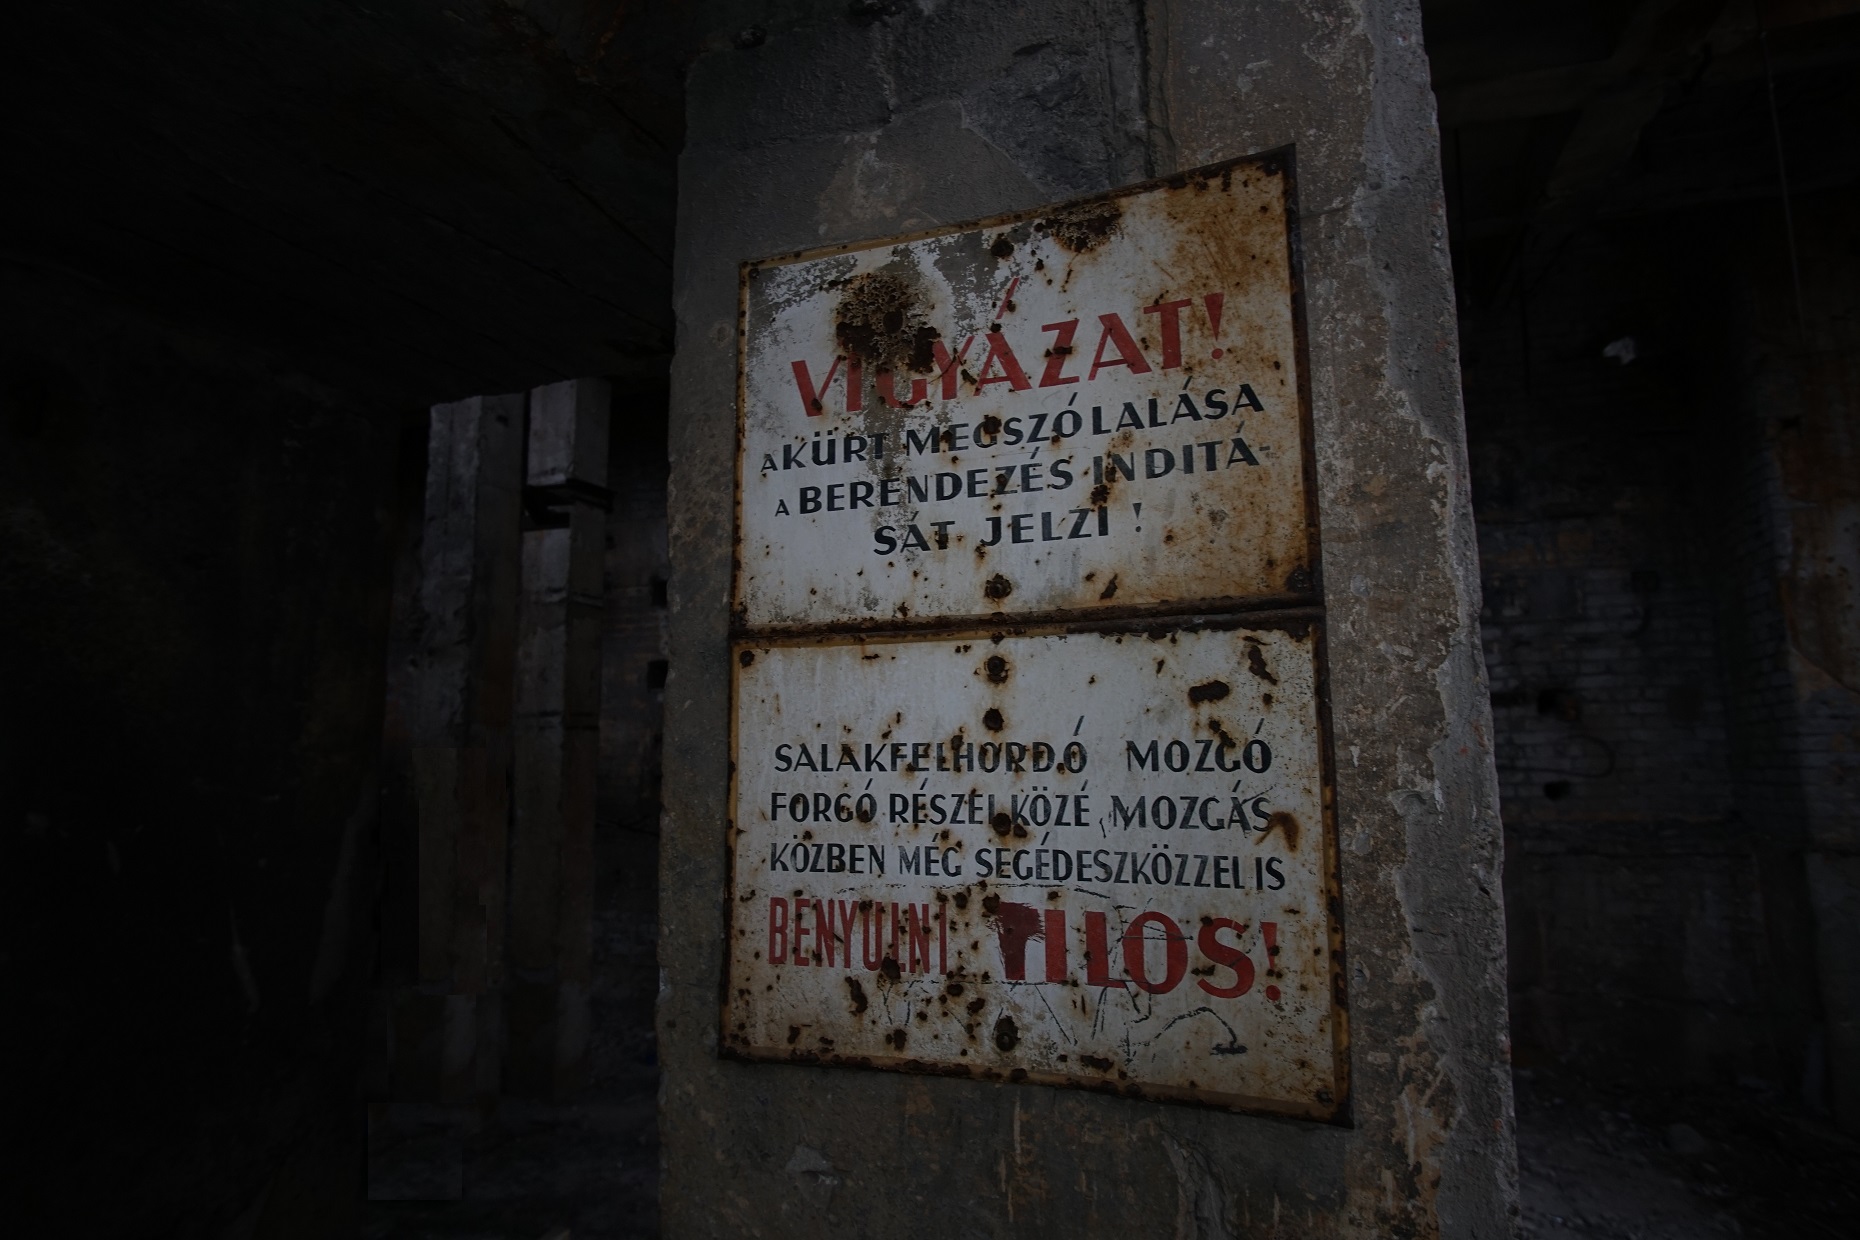 VIGYÁZAT!
A KÜRT MEGSZÓLALÁSA
A BERENDEZÉS INDITÁ-
SÁT JELZI!
SALAKFELHORDÓ MOZGÓ
FORGÓ RÉSZEI KÖZÉ, MOZGÁS
KÖZBEN MÉG SEGÉDESZKÖZZEL IS
BENYULNI TILOS!